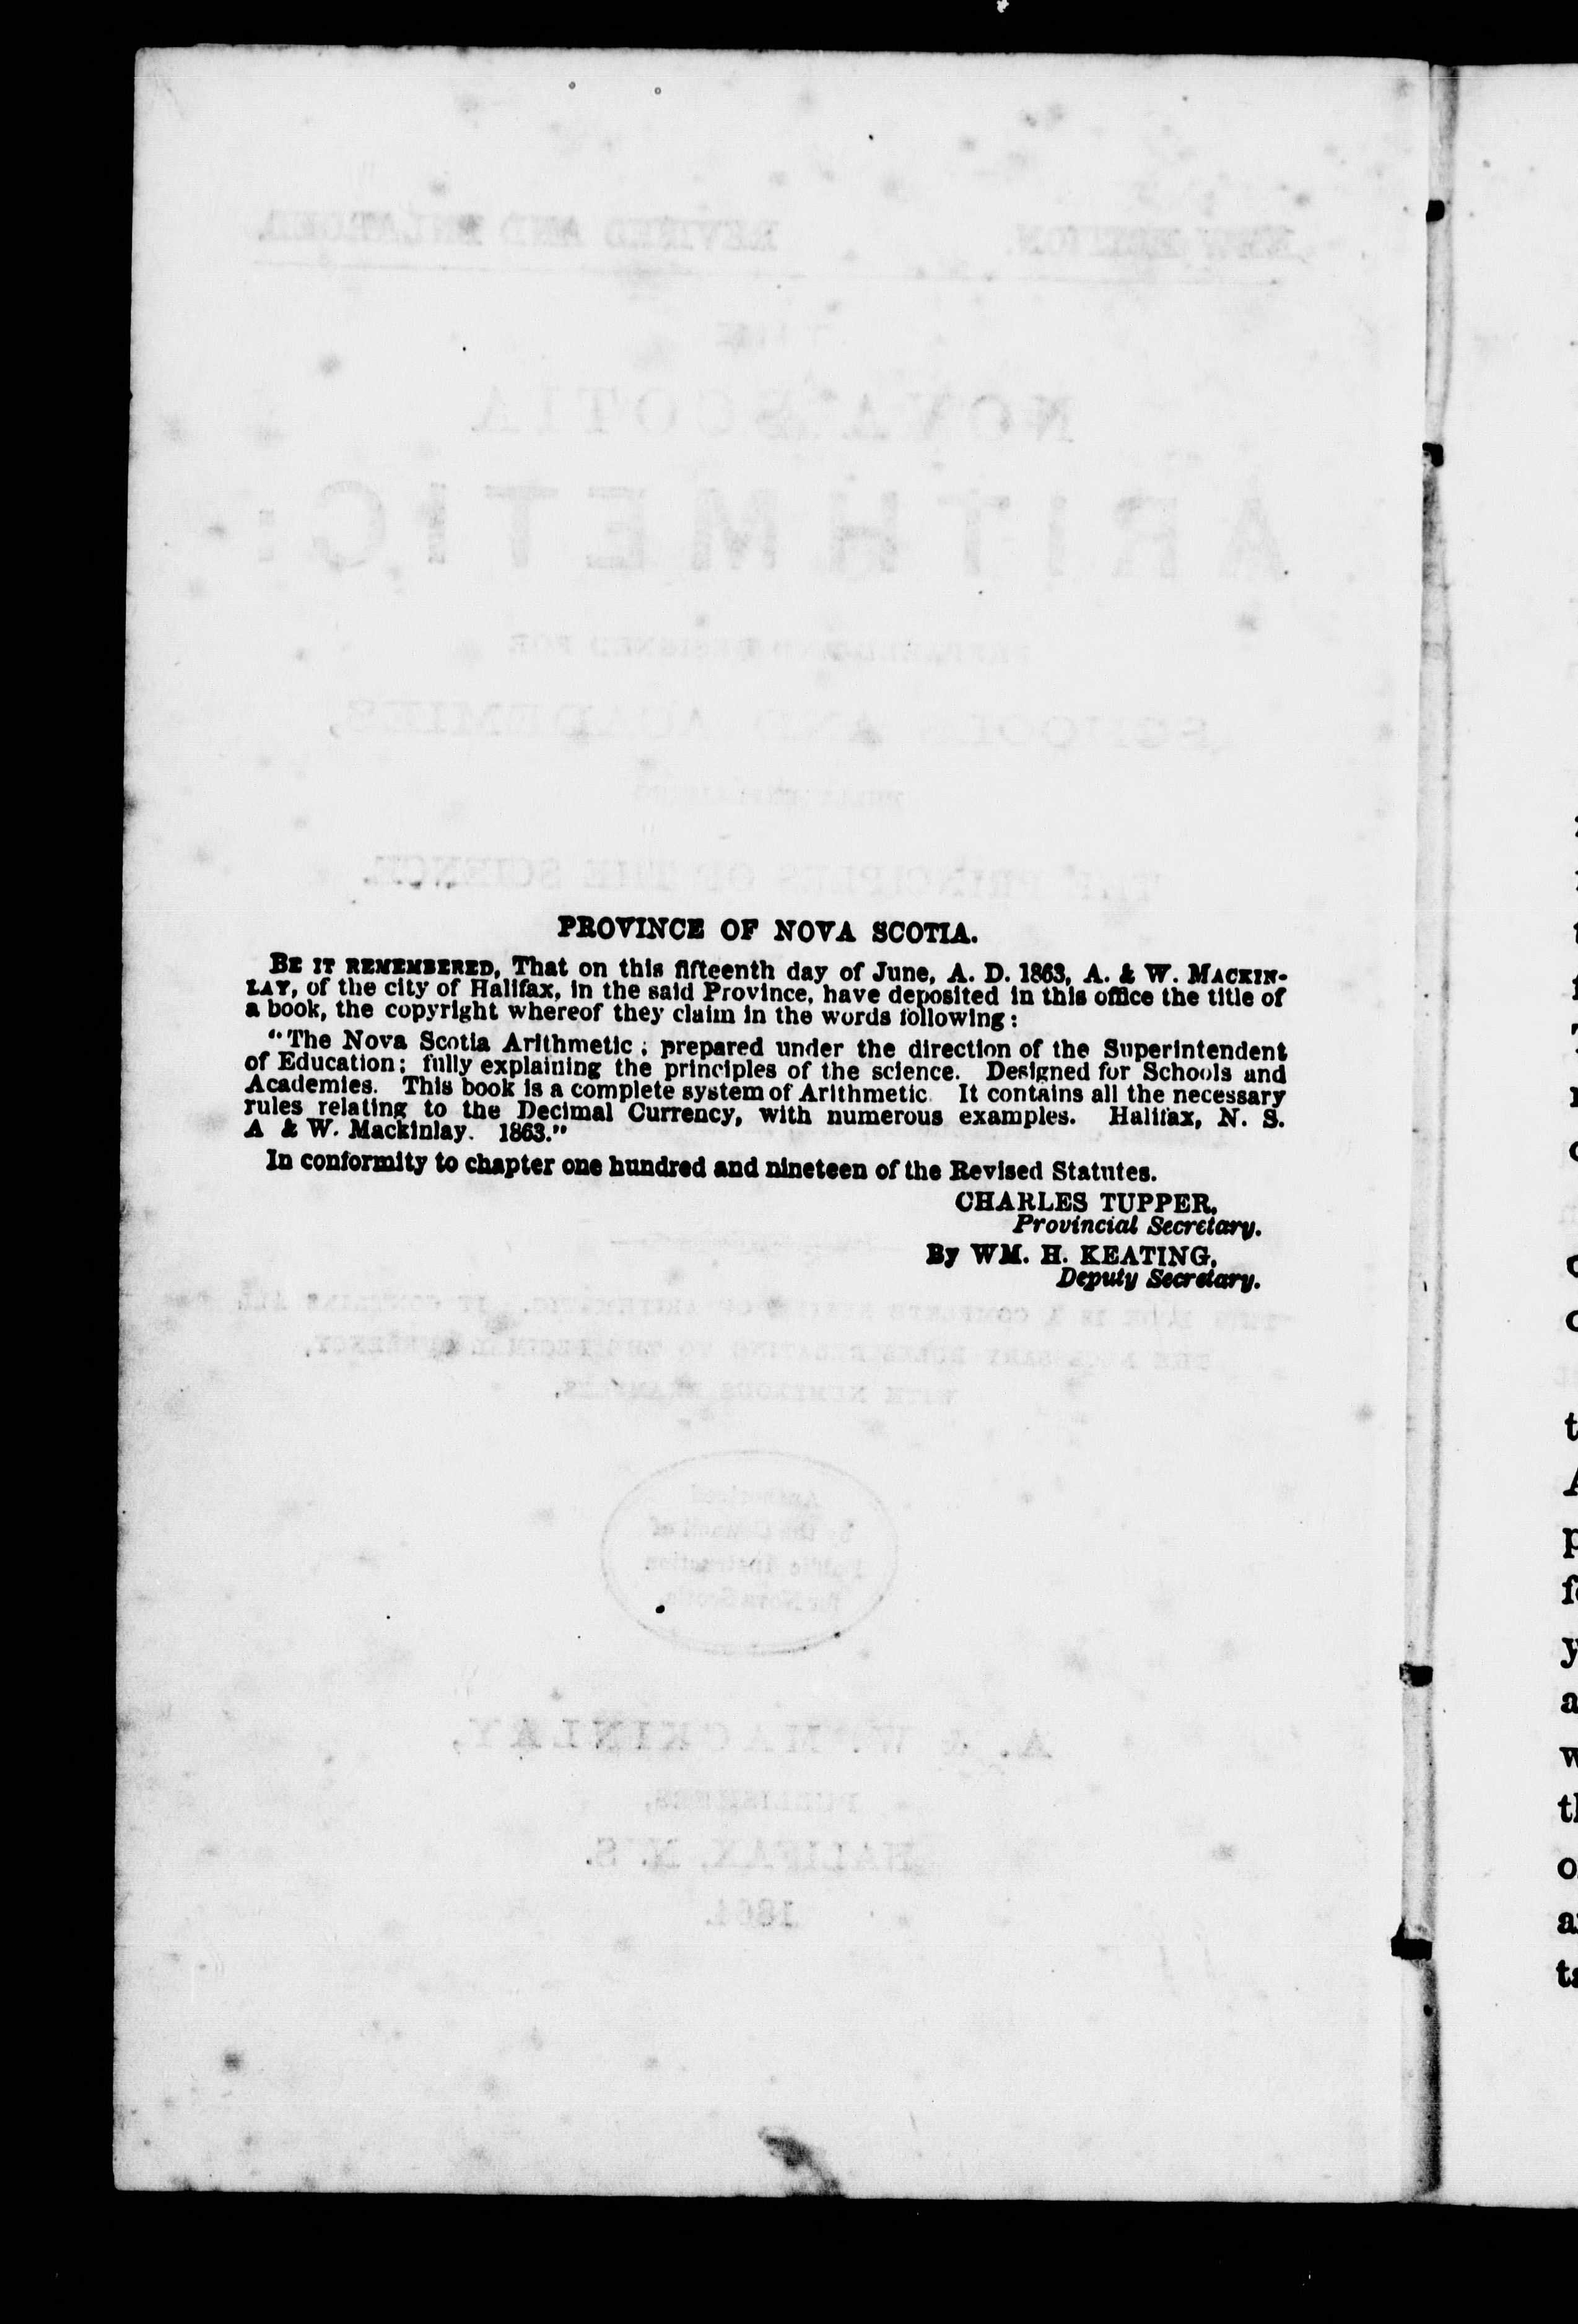 PROVINCE OF NOVA SCOTIA.
BE IT REMEMBERED, That on this fifteenth day of June, A. D. 1863, A. & W. MACKIN-
LAY, of the city of Halifax, in the said Province, have deposited in this office the title of
a book, the copyright whereof they claim in the words following:
"The Nova Scotia Arithmetic; prepared under the direction of the Superintendent
of Education; fully explaining the principles of the science. Designed for Schools and
Academies. This book is a complete system of Arithmetic It contains all the necessary
rules relating to the Decimal Currency, with numerous examples. Halifax, N. S.
A & W. Mackinlay. 1863."
In conformity to chapter one hundred and nineteen of the Revised Statutes.
CHARLES TUPPER,
Provincial Secretary.
By WM. H. KEATING,
Deputy Secretary.